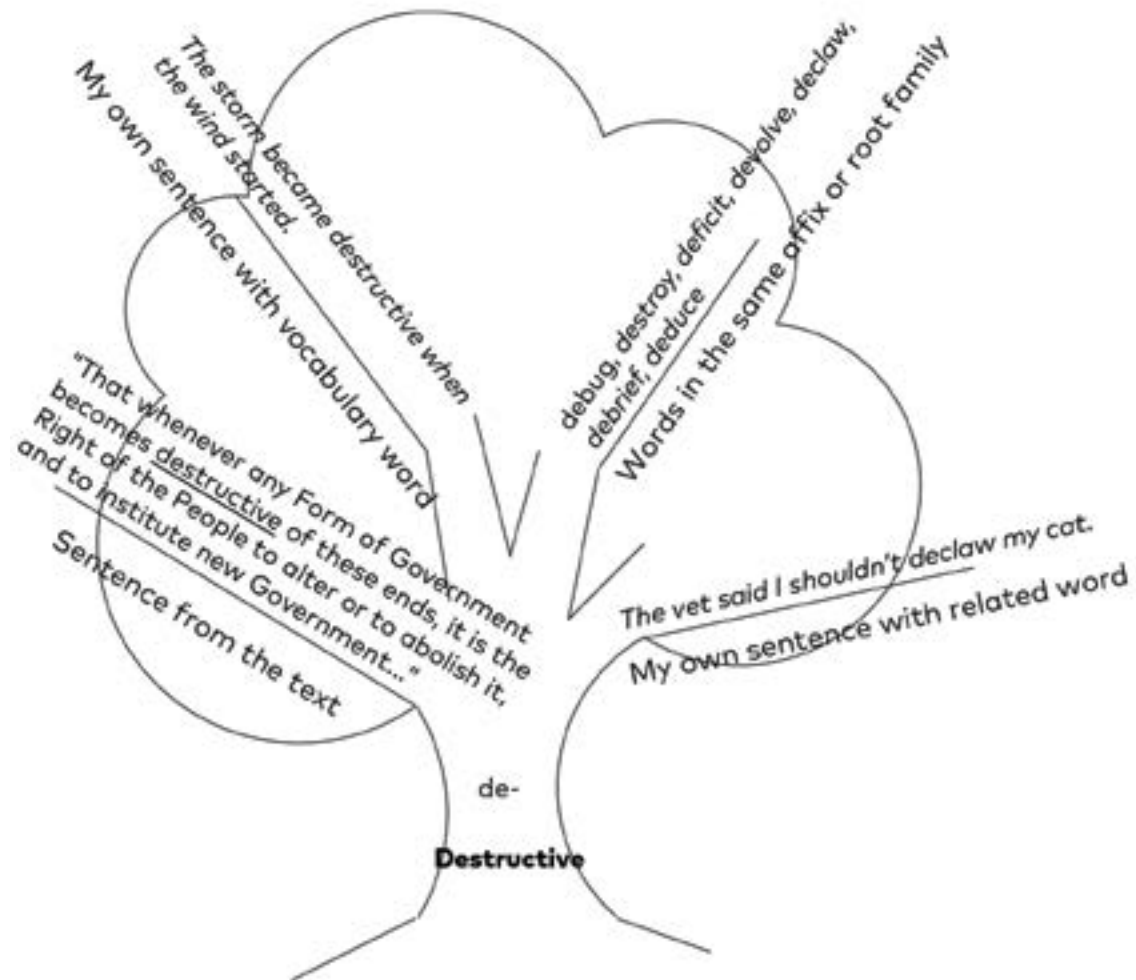 The storm became destructive when
the wind started.
My own sentence with vocabulary word
debug, destroy, deficit, devolve, declaw,
debrief, deduce
Words in the same affix or root family
"That whenever any Form of Government
becomes destructive of these ends, it is the
Right of the People to alter or to abolish it,
and to institute new Government..."
Sentence from the text
The vet said I shouldn't declaw my cat.
My own sentence with related word
de-
Destructive